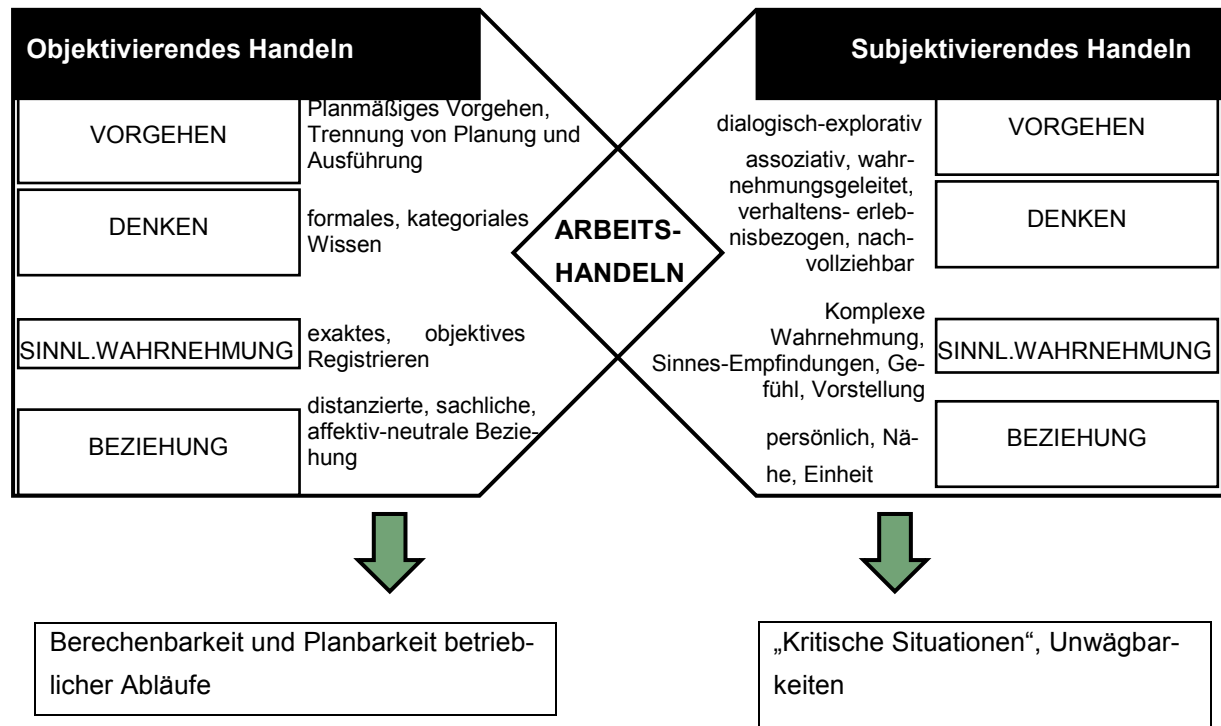 Objektivierendes Handeln
VORGEHEN
Planmäßiges Vorgehen,
Trennung von Planung und
Ausführung
DENKEN
formales, kategoriales
Wissen
SINNL.WAHRNEHMUNG
exaktes, objektives
Registrieren
BEZIEHUNG
distanzierte, sachliche,
affektiv-neutrale Bezie-
hung
ARBEITS-
HANDELN
Subjektivierendes Handeln
dialogisch-explorativ
VORGEHEN
assoziativ, wahr-
nehmungsgeleitet,
verhaltens- erleb-
nisbezogen, nach-
vollziehbar
DENKEN
Komplexe
Wahrnehmung,
Sinnes-Empfindungen, Ge-
fühl, Vorstellung
SINNL.WAHRNEHMUNG
persönlich, Nä-
he, Einheit
BEZIEHUNG
Berechenbarkeit und Planbarkeit betrieb-
licher Abläufe
„Kritische Situationen“, Unwägbar-
keiten